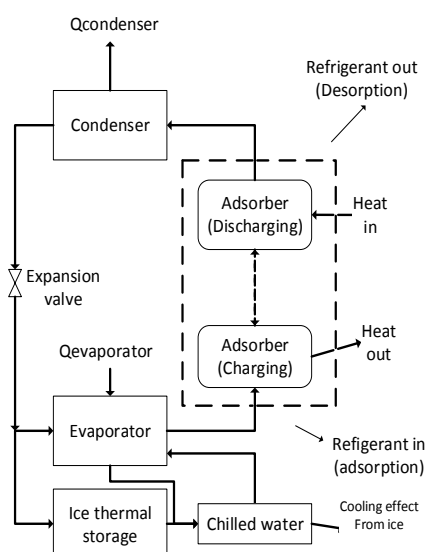 Qcondenser
Refrigerant out
(Desorption)
Condenser
Adsorber
(Discharging)
Heat
in
Expansion
valve
Adsorber
(Charging)
Heat
out
Qevaporator
Evaporator
Refigerant in
(adsorption)
Ice thermal
storage
Chilled water
Cooling effect
From ice